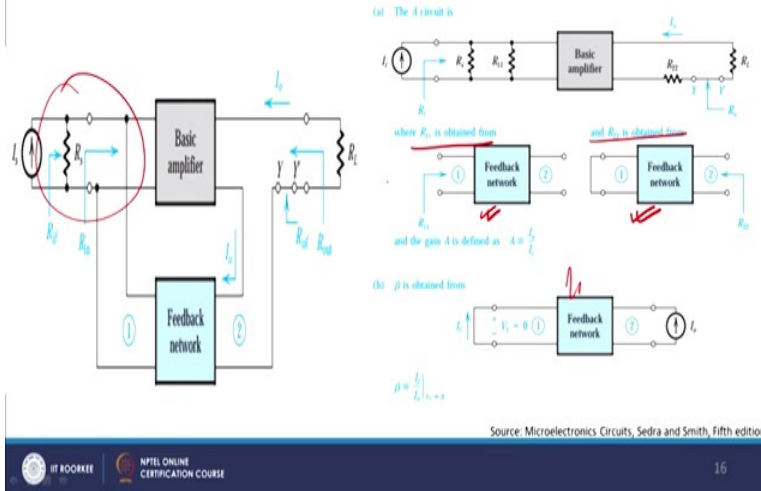 I_s
R_s
R_if
R_in
Basic
amplifier
I_o
Y Y'
R_L
R_of
R_out
I_o
1
Feedback
network
2
(a) The A circuit is
I_i
R_i
R_s
R_11
Basic
amplifier
I_o
R_22
Y Y'
R_L
R_o
where R_11 is obtained from
and R_22 is obtained from
1
Feedback
network
2
R_11
1
Feedback
network
2
R_22
and the gain A is defined as A ≡ I_o/I_i
(b) β is obtained from
I_f
+ V_1 = 0 −
1
Feedback
network
2
I_o
β ≡ I_f/I_o | V_1 = 0
Source: Microelectronics Circuits, Sedra and Smith, Fifth editio
IIT ROORKEE
NPTEL ONLINE
CERTIFICATION COURSE
16